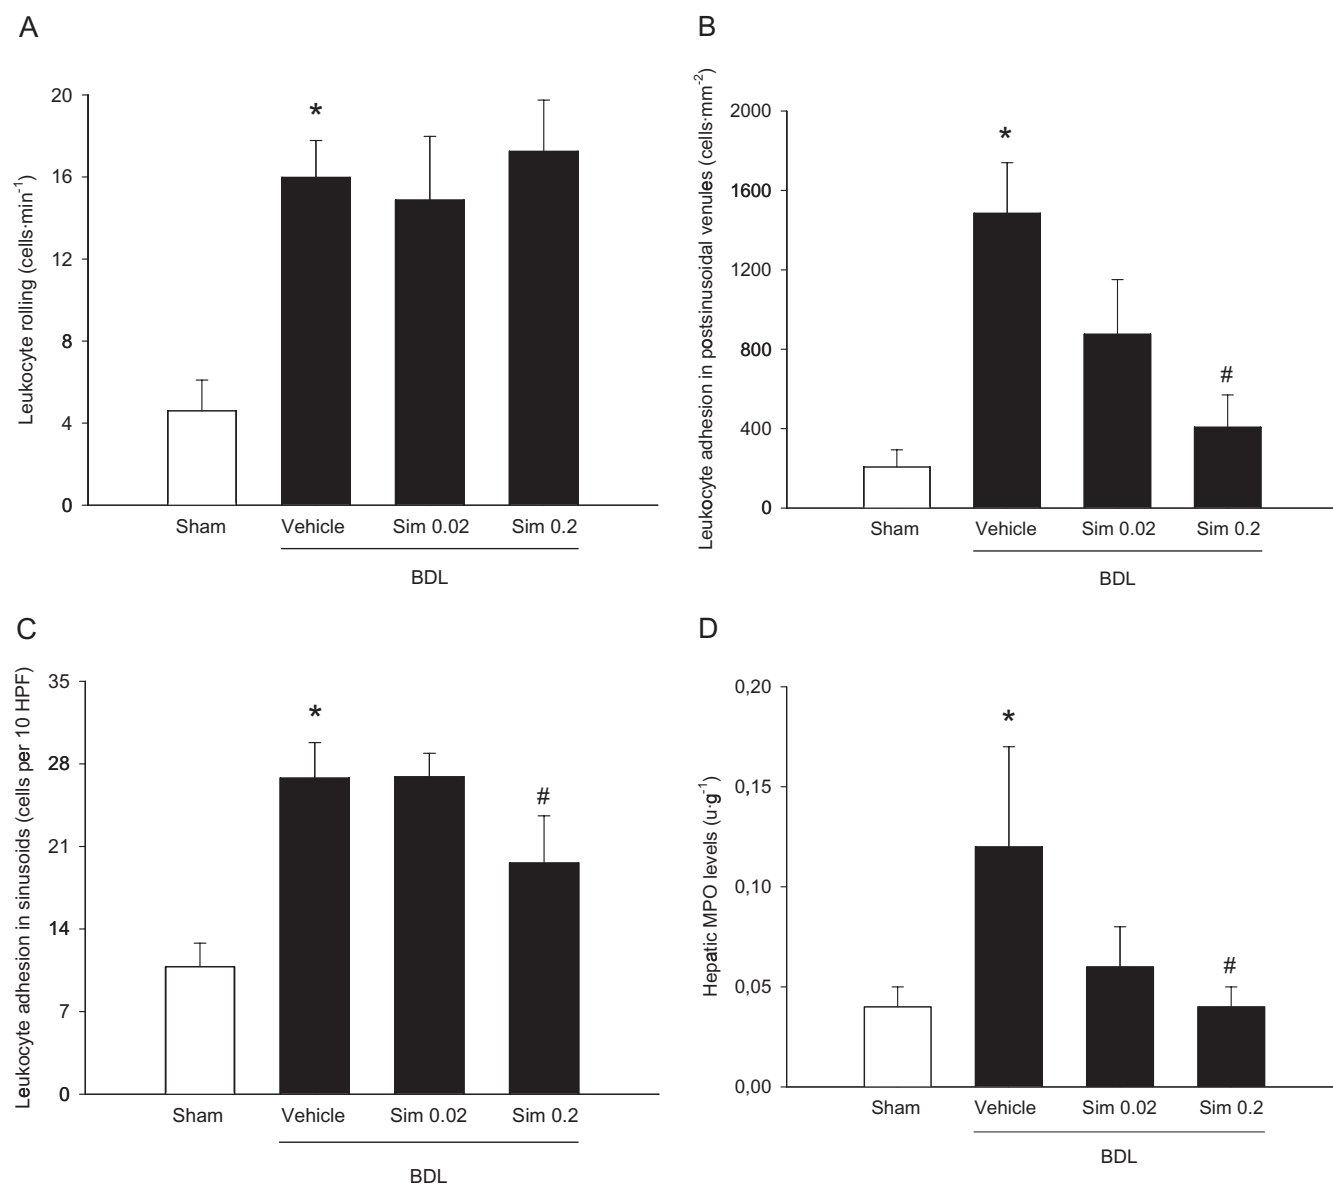 A
Leukocyte rolling (cells·min⁻¹)
20
16
12
8
4
0
*
Sham
Vehicle
Sim 0.02
Sim 0.2
BDL
B
Leukocyte adhesion in postsinusoidal venules (cells·mm⁻²)
2000
1600
1200
800
400
0
*
#
Sham
Vehicle
Sim 0.02
Sim 0.2
BDL
C
Leukocyte adhesion in sinusoids (cells per 10 HPF)
35
28
21
14
7
0
*
#
Sham
Vehicle
Sim 0.02
Sim 0.2
BDL
D
Hepatic MPO levels (u·g⁻¹)
0,20
0,15
0,10
0,05
0,00
*
#
Sham
Vehicle
Sim 0.02
Sim 0.2
BDL